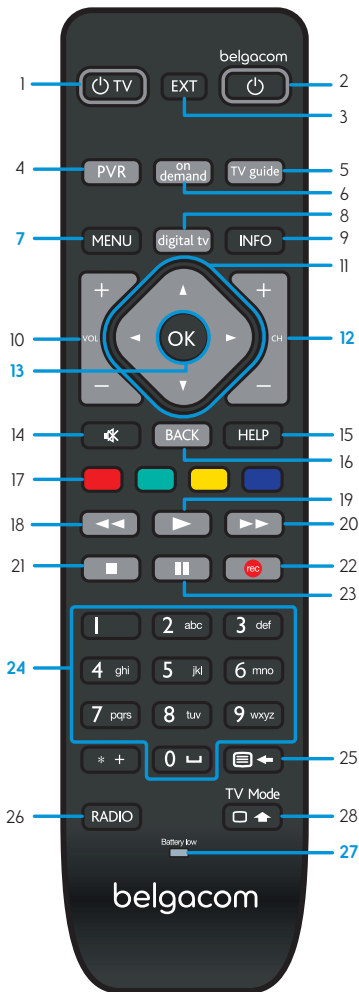 belgacom
1 TV EXT 2
3
4 PVR on demand TV guide 5
6
8
7 MENU digital tv INFO 9
11
+ +
10 VOL OK CH 12
13
- -
14 BACK HELP 15
16
17
19
18 20
21 rec 22
23
1 2 abc 3 def
24 4 ghi 5 jkl 6 mno
7 pqrs 8 tuv 9 wxyz
* + 0 25
TV Mode
26 RADIO 28
Battery low
27
belgacom